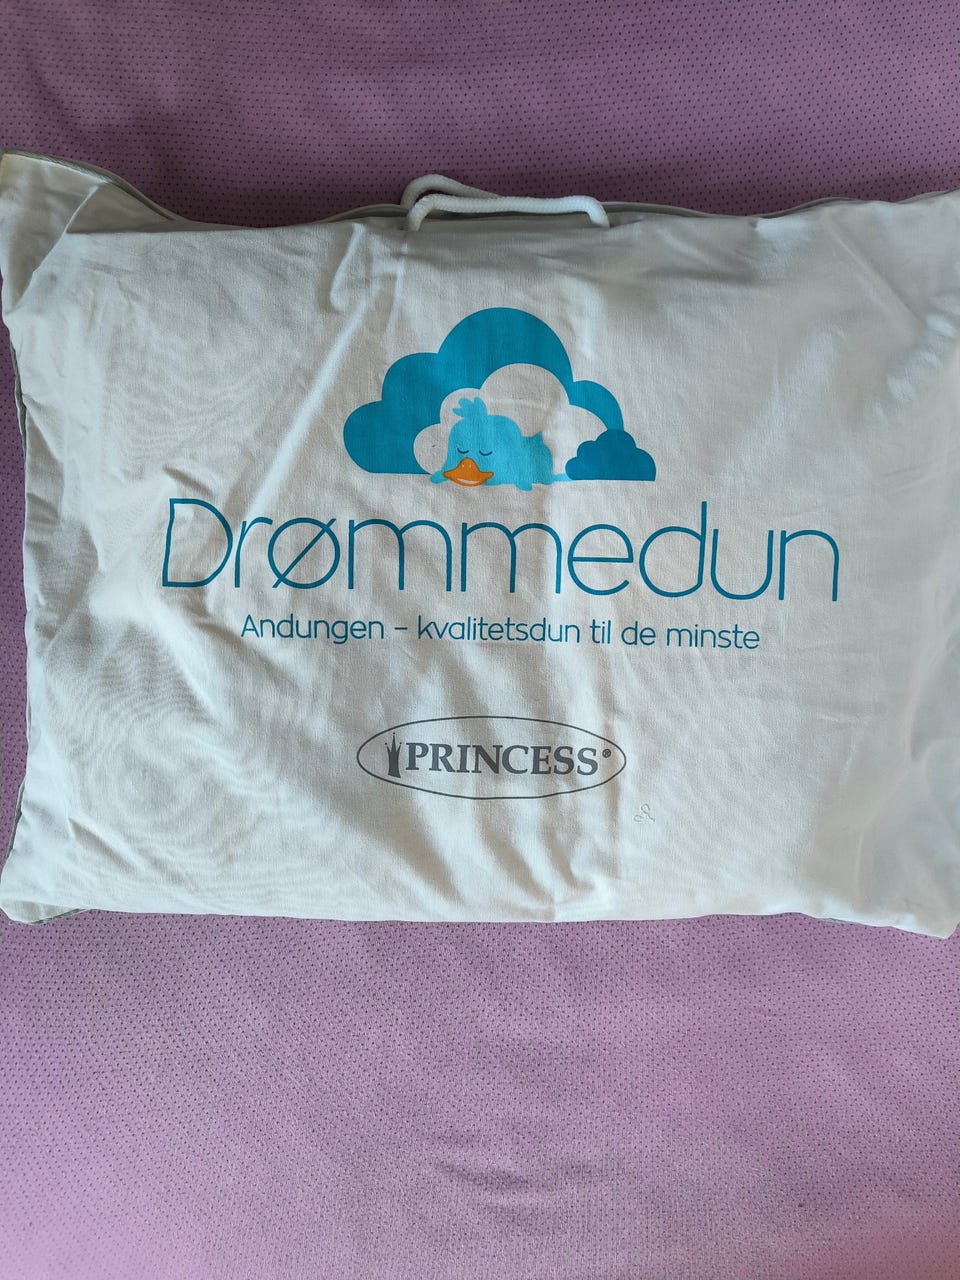 Drømmedun
Andungen – kvalitetsdun til de minste
PRINCESS®